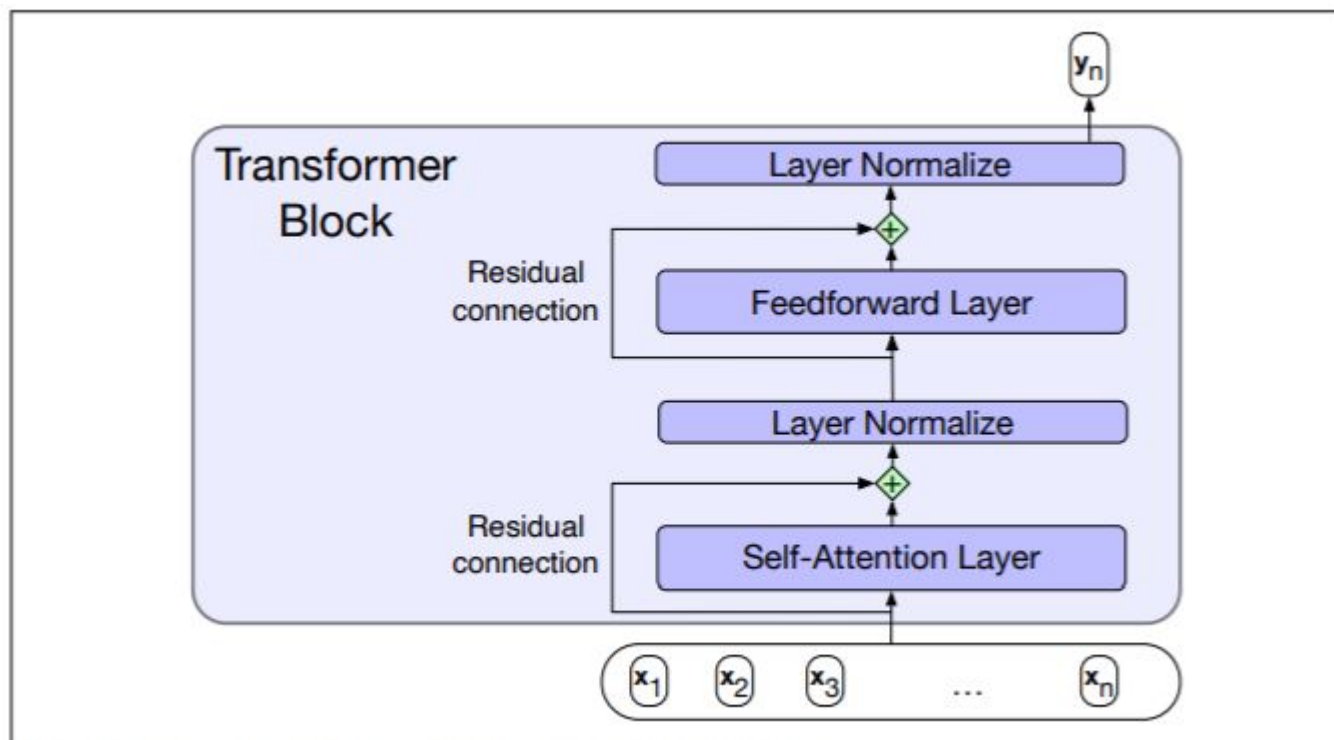 yn
Transformer
Block
Layer Normalize
+
Residual
connection
Feedforward Layer
Layer Normalize
+
Residual
connection
Self-Attention Layer
x1 x2 x3 ... xn